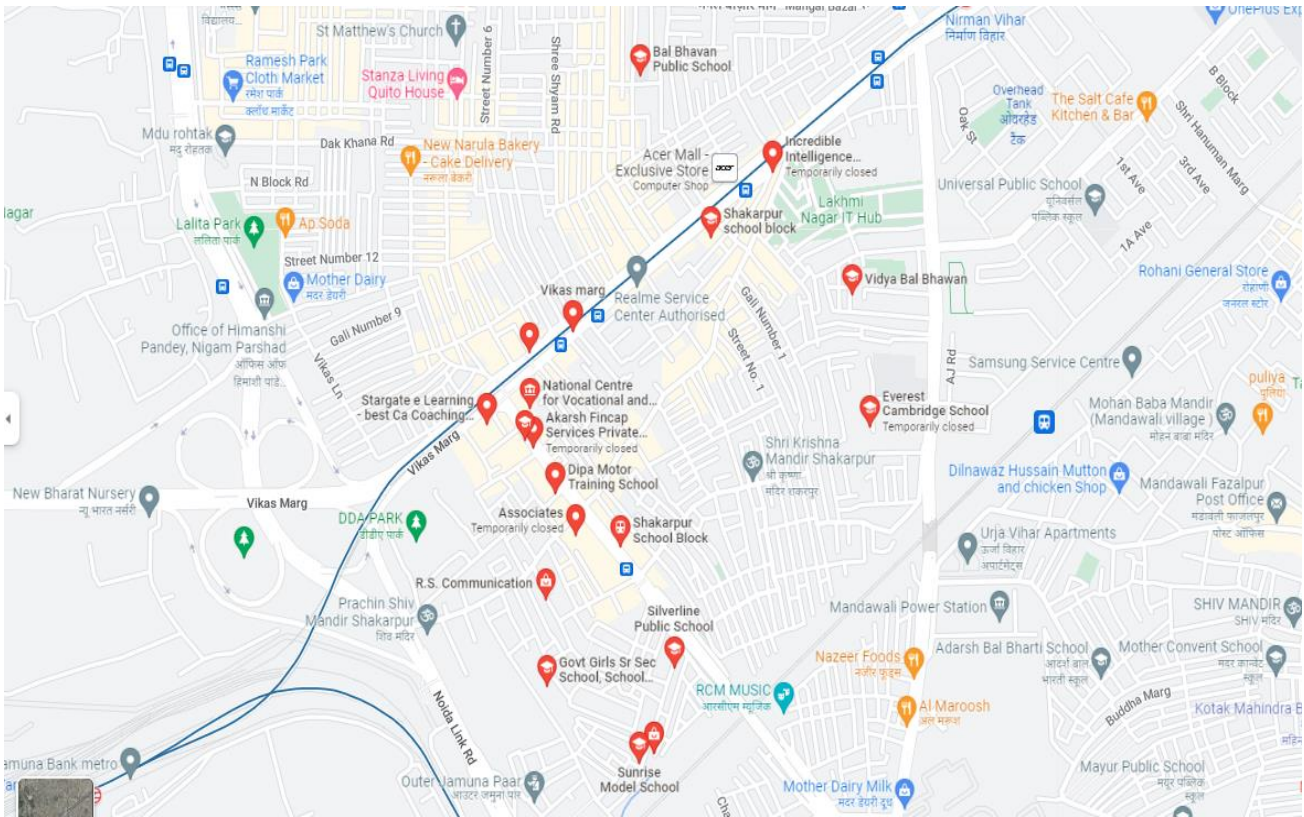 विद्यालय...
St Matthew's Church
Street Number 6
Shree Shyam Rd
Bal Bhavan
Public School
Mangal Bazar
Nirman Vihar
निर्माण विहार
OnePlus Exp
Ramesh Park
Cloth Market
रमेश पार्क
क्लॉथ मार्केट
Stanza Living
Quito House
Overhead
Tank
ओवरहेड
टैंक
Oak St
The Salt Cafe
Kitchen & Bar
B Block
Shri Hanuman Marg
1st Ave
3rd Ave
1A Ave
Mdu rohtak
मदु रोहतक
Dak Khana Rd
New Narula Bakery
- Cake Delivery
नरूला बेकरी
Acer Mall -
Exclusive Store
Computer Shop
acer
Incredible
Intelligence...
Temporarily closed
N Block Rd
Universal Public School
यूनिवर्सल
पब्लिक स्कूल
Nagar
Lalita Park
ललिता पार्क
Ap.Soda
Shakarpur
school block
Lakhmi
Nagar IT Hub
Street Number 12
Mother Dairy
मदर डेयरी
Vikas marg
Realme Service
Center Authorised
Vidya Bal Bhawan
Rohani General Store
रोहाणी
जनरल स्टोर
Gali Number 9
Gali Number 1
Street No. 1
Office of Himanshi
Pandey, Nigam Parshad
ऑफिस ऑफ
हिमांशी पांडे...
Vikas Ln
AJ Rd
Samsung Service Centre
puliya
पुलिया
Stargate e Learning
- best Ca Coaching...
National Centre
for Vocational and...
Akarsh Fincap
Services Private...
Temporarily closed
Everest
Cambridge School
Temporarily closed
Mohan Baba Mandir
(Mandawali village )
मोहन बाबा मंदिर
Vikas Marg
Shri Krishna
Mandir Shakarpur
श्री कृष्णा
मंदिर शकरपुर
Dipa Motor
Training School
Dilnawaz Hussain Mutton
and chicken Shop
Mandawali Fazalpur
Post Office
मंडावली फाजलपुर
पोस्ट ऑफिस
New Bharat Nursery
न्यू भारत नर्सरी
Vikas Marg
DDA PARK
डीडीए पार्क
Associates
Temporarily closed
Shakarpur
School Block
Urja Vihar Apartments
ऊर्जा विहार
अपार्टमेंट्स
R.S. Communication
Prachin Shiv
Mandir Shakarpur
शिव मंदिर
Silverline
Public School
Mandawali Power Station
SHIV MANDIR
SHIV मंदिर
Govt Girls Sr Sec
School, School...
Nazeer Foods
नजीर फूड्स
Adarsh Bal Bharti School
आदर्श बाल
भारती स्कूल
Mother Convent School
मदर कान्वेंट
स्कूल
RCM MUSIC
आरसीएम म्यूजिक
Al Maroosh
अल मरूश
Buddha Marg
Kotak Mahindra B
Noida Link Rd
amuna Bank metro
Sunrise
Model School
Outer Jamuna Paar
आउटर जमुना पार
Mother Dairy Milk
मदर डेयरी दूध
Mayur Public School
मयूर पब्लिक
स्कूल